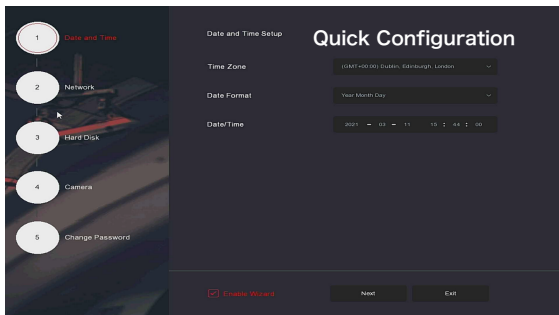 Quick Configuration
1 Date and Time
2 Network
3 Hard Disk
4 Camera
5 Change Password
Date and Time Setup
Time Zone (GMT+00:00) Dublin, Edinburgh, London
Date Format Year Month Day
Date/Time 2021 – 03 – 11 15 : 44 : 00
Enable Wizard Next Exit